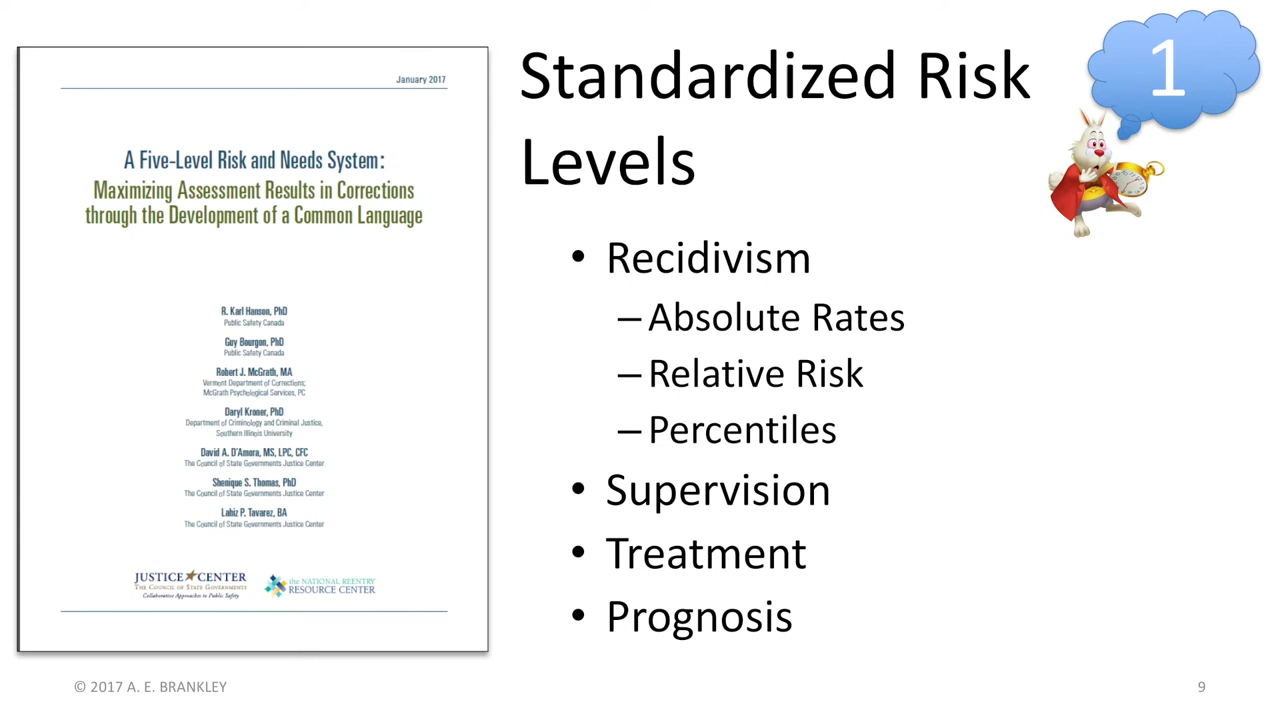 January 2017
A Five-Level Risk and Needs System:
Maximizing Assessment Results in Corrections
through the Development of a Common Language
R. Karl Hanson, PhD
Public Safety Canada
Guy Bourgon, PhD
Public Safety Canada
Robert J. McGrath, MA
Vermont Department of Corrections;
McGrath Psychological Services, PC
Daryl Kroner, PhD
Department of Criminology and Criminal Justice,
Southern Illinois University
David A. D'Amora, MS, LPC, CFC
The Council of State Governments Justice Center
Shenique S. Thomas, PhD
The Council of State Governments Justice Center
Lahiz P. Tavarez, BA
The Council of State Governments Justice Center
JUSTICE CENTER
THE COUNCIL OF STATE GOVERNMENTS
Collaborative Approaches to Public Safety
the NATIONAL REENTRY
RESOURCE CENTER
Standardized Risk
Levels
1
• Recidivism
– Absolute Rates
– Relative Risk
– Percentiles
• Supervision
• Treatment
• Prognosis
© 2017 A. E. BRANKLEY
9